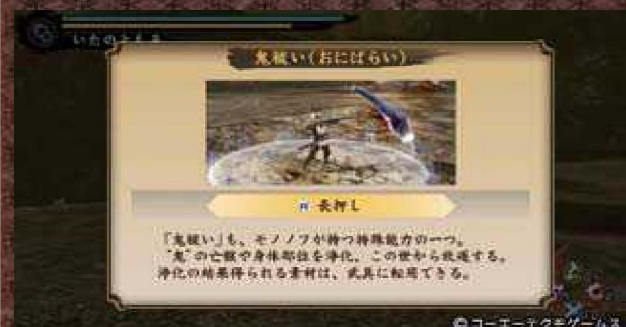 いたのともみ
鬼祓い(おにばらい)
R 長押し
「鬼祓い」も、モノノフが持つ特殊能力の一つ。
"鬼"の亡骸や身体部位を浄化、この世から放逐する。
浄化の結果得られる素材は、武具に転用できる。
©コーエーテクモゲームス